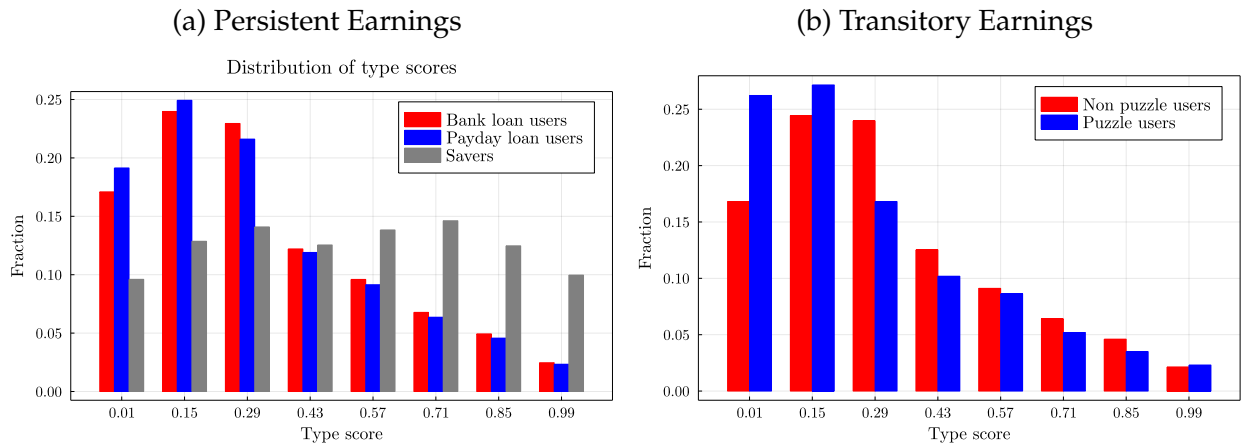 (a) Persistent Earnings
Distribution of type scores
Fraction
0.25
0.20
0.15
0.10
0.05
0.00
Bank loan users
Payday loan users
Savers
0.01 0.15 0.29 0.43 0.57 0.71 0.85 0.99
Type score
(b) Transitory Earnings
Fraction
0.25
0.20
0.15
0.10
0.05
0.00
Non puzzle users
Puzzle users
0.01 0.15 0.29 0.43 0.57 0.71 0.85 0.99
Type score